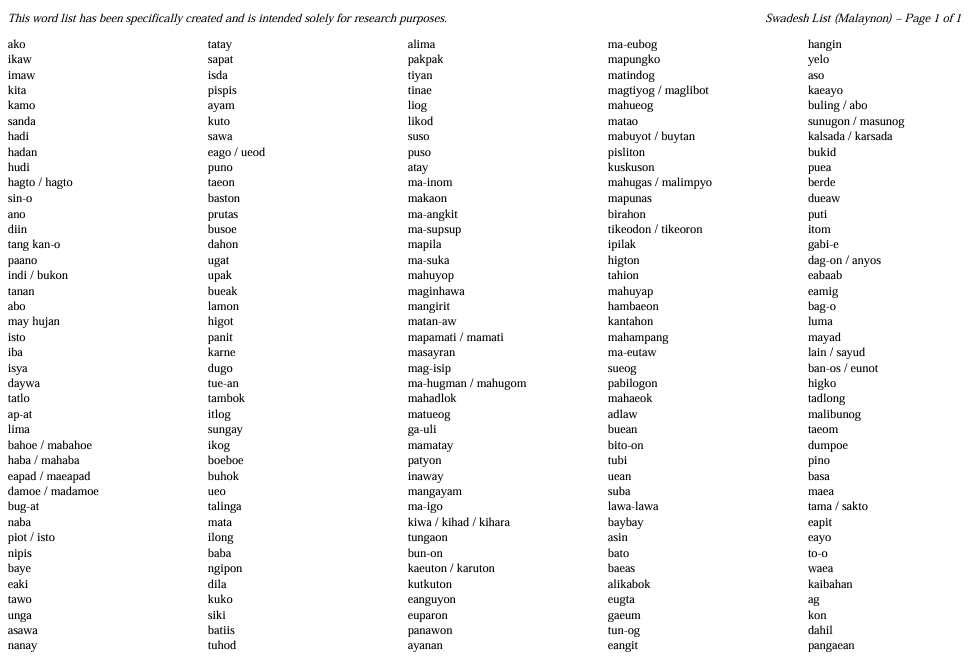 This word list has been specifically created and is intended solely for research purposes.
Swadesh List (Malaynon) – Page 1 of 1
ako
ikaw
imaw
kita
kamo
sanda
hadi
hadan
hudi
hagto / hagto
sin-o
ano
diin
tang kan-o
paano
indi / bukon
tanan
abo
may hujan
isto
iba
isya
daywa
tatlo
ap-at
lima
bahoe / mabahoe
haba / mahaba
eapad / maeapad
damoe / madamoe
bug-at
naba
piot / isto
nipis
baye
eaki
tawo
unga
asawa
nanay
tatay
sapat
isda
pispis
ayam
kuto
sawa
eago / ueod
puno
taeon
baston
prutas
busoe
dahon
ugat
upak
bueak
lamon
higot
panit
karne
dugo
tue-an
tambok
itlog
sungay
ikog
boeboe
buhok
ueo
talinga
mata
ilong
baba
ngipon
dila
kuko
siki
batiis
tuhod
alima
pakpak
tiyan
tinae
liog
likod
suso
puso
atay
ma-inom
makaon
ma-angkit
ma-supsup
mapila
ma-suka
mahuyop
maginhawa
mangirit
matan-aw
mapamati / mamati
masayran
mag-isip
ma-hugman / mahugom
mahadlok
matueog
ga-uli
mamatay
patyon
inaway
mangayam
ma-igo
kiwa / kihad / kihara
tungaon
bun-on
kaeuton / karuton
kutkuton
eanguyon
euparon
panawon
ayanan
ma-eubog
mapungko
matindog
magtiyog / maglibot
mahueog
matao
mabuyot / buytan
pisliton
kuskuson
mahugas / malimpyo
mapunas
birahon
tikeodon / tikeoron
ipilak
higton
tahion
mahuyap
hambaeon
kantahon
mahampang
ma-eutaw
sueog
pabilogon
mahaeok
adlaw
buean
bito-on
tubi
uean
suba
lawa-lawa
baybay
asin
bato
baeas
alikabok
eugta
gaeum
tun-og
eangit
hangin
yelo
aso
kaeayo
buling / abo
sunugon / masunog
kalsada / karsada
bukid
puea
berde
dueaw
puti
itom
gabi-e
dag-on / anyos
eabaab
eamig
bag-o
luma
mayad
lain / sayud
ban-os / eunot
higko
tadlong
malibunog
taeom
dumpoe
pino
basa
maea
tama / sakto
eapit
eayo
to-o
waea
kaibahan
ag
kon
dahil
pangaean